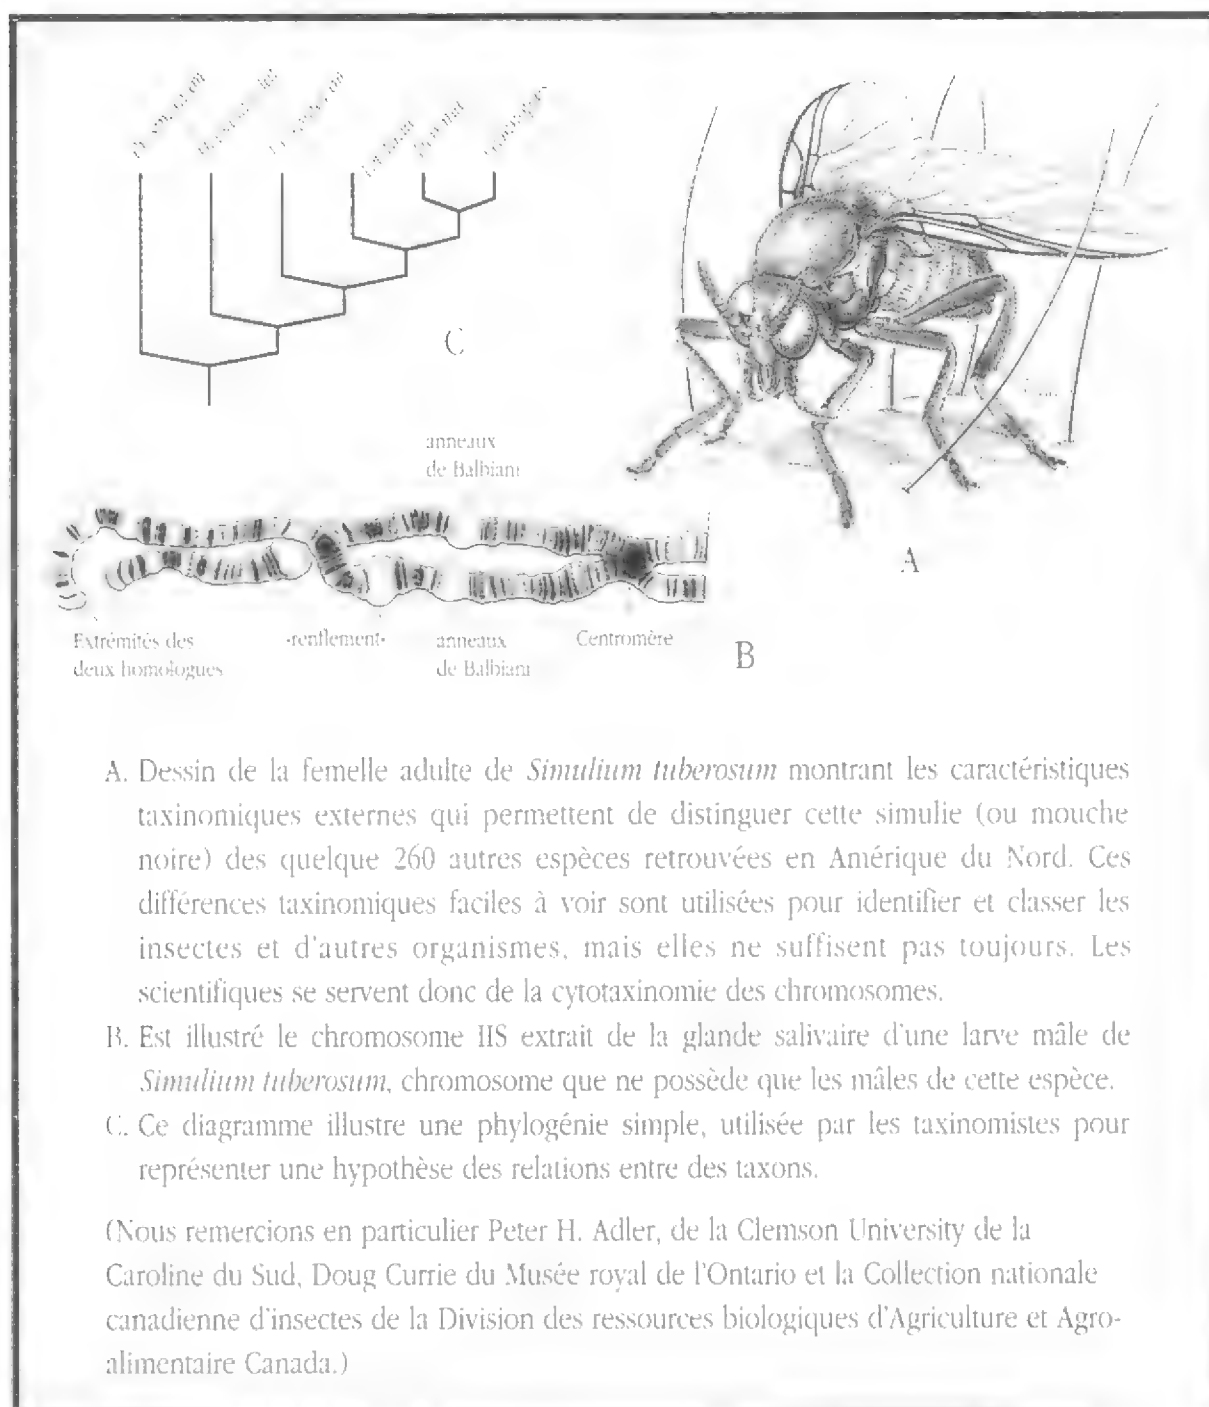 C
anneaux
de Balbiani
A
Extrémités des
deux homologues
-renflement-
anneaux
de Balbiani
Centromère
B
A. Dessin de la femelle adulte de Simulium tuberosum montrant les caractéristiques
taxinomiques externes qui permettent de distinguer cette simulie (ou mouche
noire) des quelque 260 autres espèces retrouvées en Amérique du Nord. Ces
différences taxinomiques faciles à voir sont utilisées pour identifier et classer les
insectes et d'autres organismes, mais elles ne suffisent pas toujours. Les
scientifiques se servent donc de la cytotaxinomie des chromosomes.
B. Est illustré le chromosome IIS extrait de la glande salivaire d'une larve mâle de
Simulium tuberosum, chromosome que ne possède que les mâles de cette espèce.
C. Ce diagramme illustre une phylogénie simple, utilisée par les taxinomistes pour
représenter une hypothèse des relations entre des taxons.
(Nous remercions en particulier Peter H. Adler, de la Clemson University de la
Caroline du Sud, Doug Currie du Musée royal de l'Ontario et la Collection nationale
canadienne d'insectes de la Division des ressources biologiques d'Agriculture et Agro-
alimentaire Canada.)